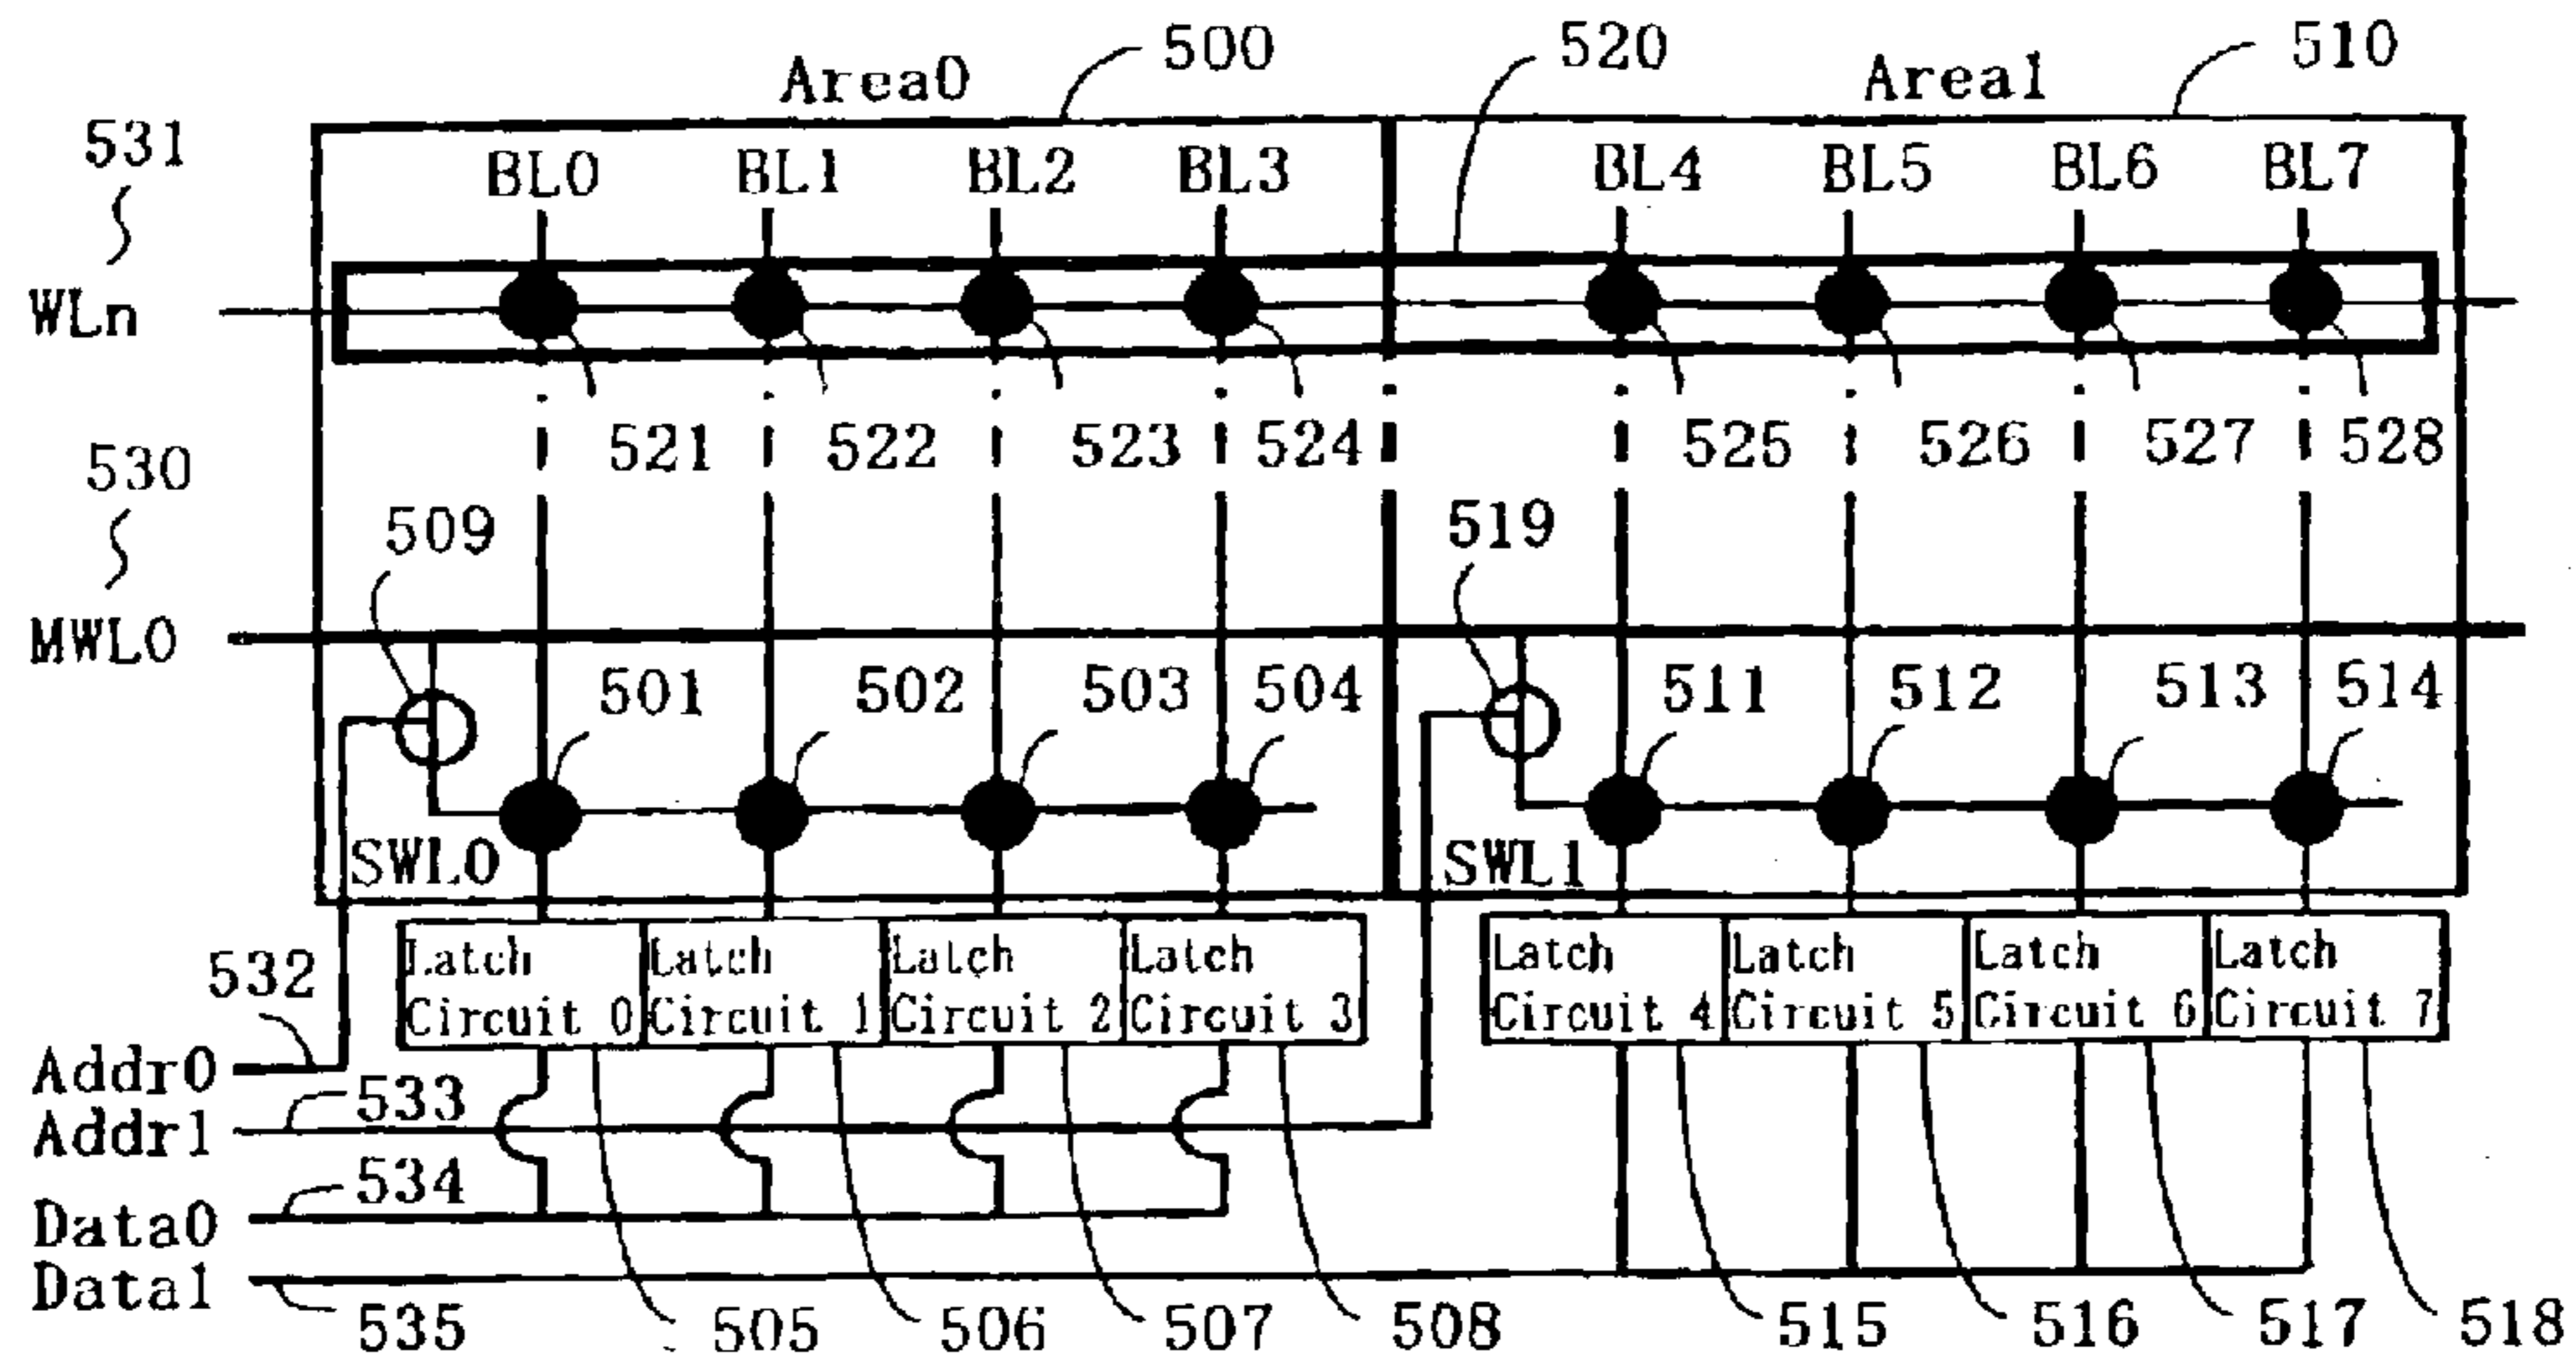 Area0 500 520 Area1 510
531 BL0 BL1 BL2 BL3 BL4 BL5 BL6 BL7
WLn
521 522 523 524 525 526 527 528
530
509 519
MWL0
501 502 503 504 511 512 513 514
SWL0 SWL1
Latch Circuit 0
Latch Circuit 1
Latch Circuit 2
Latch Circuit 3
Latch Circuit 4
Latch Circuit 5
Latch Circuit 6
Latch Circuit 7
532
Addr0
533
Addr1
534
Data0
Data1
535 505 506 507 508 515 516 517 518